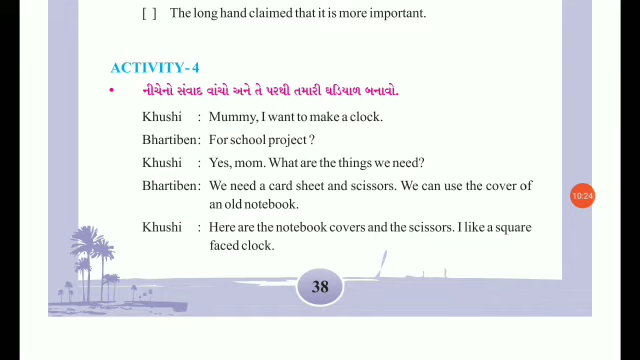 [ ] The long hand claimed that it is more important.
ACTIVITY-4
• નીચેનો સંવાદ વાંચો અને તે પરથી તમારી ઘડિયાળ બનાવો.
Khushi : Mummy, I want to make a clock.
Bhartiben : For school project ?
Khushi : Yes, mom. What are the things we need?
Bhartiben : We need a card sheet and scissors. We can use the cover of
an old notebook.
10:24
Khushi : Here are the notebook covers and the scissors. I like a square
faced clock.
38